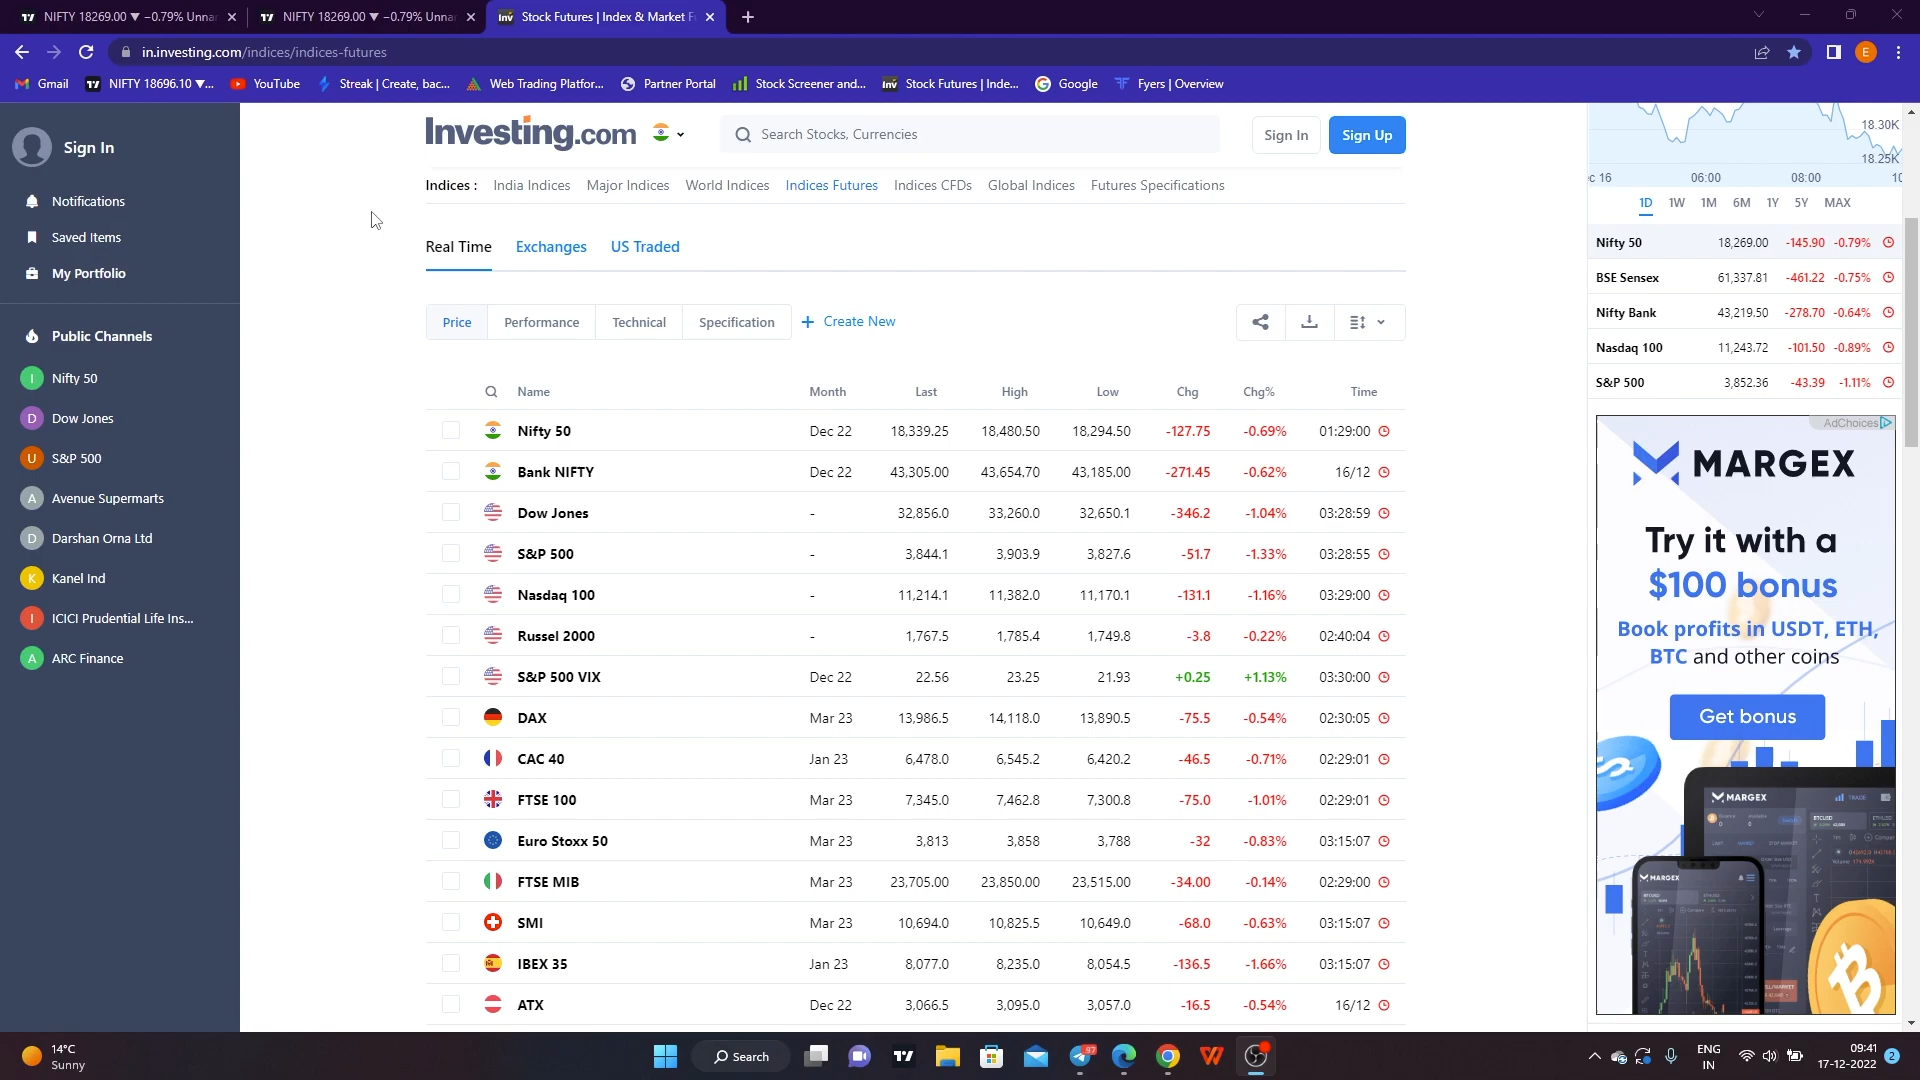 NIFTY 18269.00 ▼ −0.79% Unnar
NIFTY 18269.00 ▼ −0.79% Unnar
Stock Futures | Index & Market F
in.investing.com/indices/indices-futures
Gmail
NIFTY 18696.10 ▼...
YouTube
Streak | Create, bac...
Web Trading Platfor...
Partner Portal
Stock Screener and...
Stock Futures | Inde...
Google
Fyers | Overview
Sign In
Notifications
Saved Items
My Portfolio
Public Channels
I Nifty 50
D Dow Jones
U S&P 500
A Avenue Supermarts
D Darshan Orna Ltd
K Kanel Ind
I ICICI Prudential Life Ins...
A ARC Finance
Investing.com
Search Stocks, Currencies
Sign In
Sign Up
Indices : India Indices Major Indices World Indices Indices Futures Indices CFDs Global Indices Futures Specifications
Real Time Exchanges US Traded
Price Performance Technical Specification + Create New
Name Month Last High Low Chg Chg% Time
Nifty 50 Dec 22 18,339.25 18,480.50 18,294.50 -127.75 -0.69% 01:29:00
Bank NIFTY Dec 22 43,305.00 43,654.70 43,185.00 -271.45 -0.62% 16/12
Dow Jones - 32,856.0 33,260.0 32,650.1 -346.2 -1.04% 03:28:59
S&P 500 - 3,844.1 3,903.9 3,827.6 -51.7 -1.33% 03:28:55
Nasdaq 100 - 11,214.1 11,382.0 11,170.1 -131.1 -1.16% 03:29:00
Russel 2000 - 1,767.5 1,785.4 1,749.8 -3.8 -0.22% 02:40:04
S&P 500 VIX Dec 22 22.56 23.25 21.93 +0.25 +1.13% 03:30:00
DAX Mar 23 13,986.5 14,118.0 13,890.5 -75.5 -0.54% 02:30:05
CAC 40 Jan 23 6,478.0 6,545.2 6,420.2 -46.5 -0.71% 02:29:01
FTSE 100 Mar 23 7,345.0 7,462.8 7,300.8 -75.0 -1.01% 02:29:01
Euro Stoxx 50 Mar 23 3,813 3,858 3,788 -32 -0.83% 03:15:07
FTSE MIB Mar 23 23,705.00 23,850.00 23,515.00 -34.00 -0.14% 02:29:00
SMI Mar 23 10,694.0 10,825.5 10,649.0 -68.0 -0.63% 03:15:07
IBEX 35 Jan 23 8,077.0 8,235.0 8,054.5 -136.5 -1.66% 03:15:07
ATX Dec 22 3,066.5 3,095.0 3,057.0 -16.5 -0.54% 16/12
18.30K
18.25K
c 16 06:00 08:00 10
1D 1W 1M 6M 1Y 5Y MAX
Nifty 50 18,269.00 -145.90 -0.79%
BSE Sensex 61,337.81 -461.22 -0.75%
Nifty Bank 43,219.50 -278.70 -0.64%
Nasdaq 100 11,243.72 -101.50 -0.89%
S&P 500 3,852.36 -43.39 -1.11%
AdChoices
MARGEX
Try it with a
$100 bonus
Book profits in USDT, ETH,
BTC and other coins
Get bonus
MARGEX
MARGEX
14°C
Sunny
Search
97
ENG
IN
09:41
17-12-2022
2